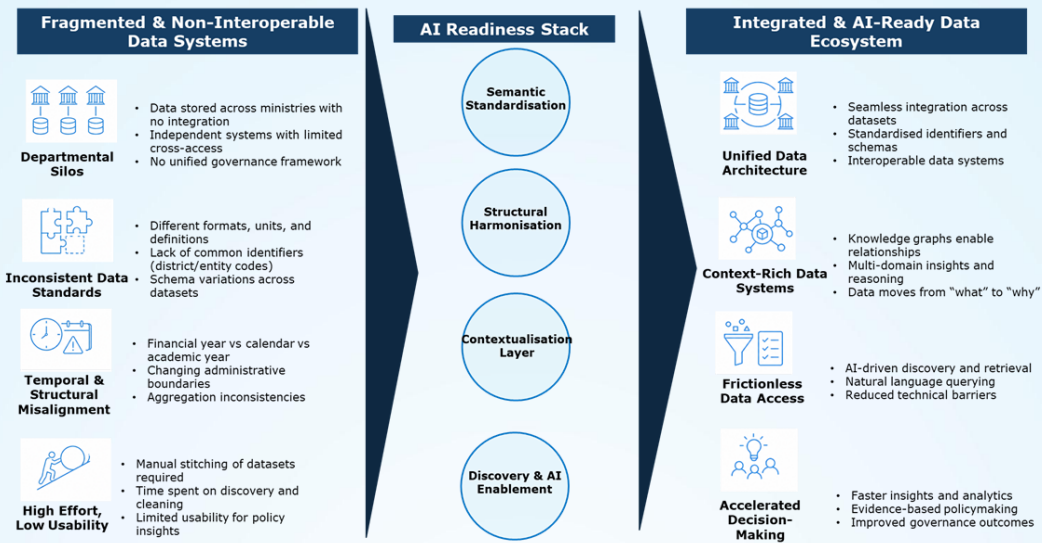 Fragmented & Non-Interoperable
Data Systems
Departmental
Silos
• Data stored across ministries with
no integration
• Independent systems with limited
cross-access
• No unified governance framework
Inconsistent Data
Standards
• Different formats, units, and
definitions
• Lack of common identifiers
(district/entity codes)
• Schema variations across
datasets
Temporal &
Structural
Misalignment
• Financial year vs calendar vs
academic year
• Changing administrative
boundaries
• Aggregation inconsistencies
High Effort,
Low Usability
• Manual stitching of datasets
required
• Time spent on discovery and
cleaning
• Limited usability for policy
insights
AI Readiness Stack
Semantic
Standardisation
Structural
Harmonisation
Contextualisation
Layer
Discovery & AI
Enablement
Integrated & AI-Ready Data
Ecosystem
Unified Data
Architecture
• Seamless integration across
datasets
• Standardised identifiers and
schemas
• Interoperable data systems
Context-Rich Data
Systems
• Knowledge graphs enable
relationships
• Multi-domain insights and
reasoning
• Data moves from “what” to “why”
Frictionless
Data Access
• AI-driven discovery and retrieval
• Natural language querying
• Reduced technical barriers
Accelerated
Decision-
Making
• Faster insights and analytics
• Evidence-based policymaking
• Improved governance outcomes